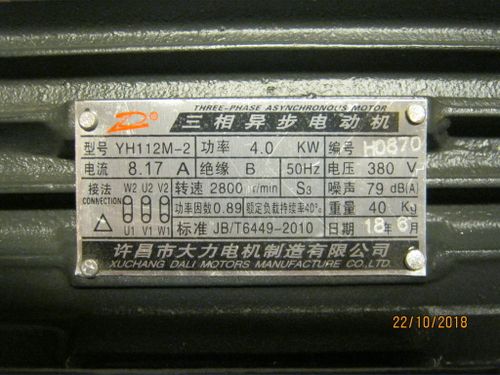 THREE-PHASE ASYNCHRONOUS MOTOR
三相异步电动机
型号 YH112M-2 功率 4.0 KW 编号 H0870
电流 8.17 A 绝缘 B 50Hz 电压 380 V
接法 W2 U2 V2 转速 2800 r/min S3 噪声 79 dB(A)
CONNECTION 功率因数 0.89 额定负载持续率40% 重量 40 Kg
△ U1 V1 W1 标准 JB/T6449-2010 日期 18年6月
许昌市大力电机制造有限公司
XUCHANG DALI MOTORS MANUFACTURE CO.,LTD.
22/10/2018